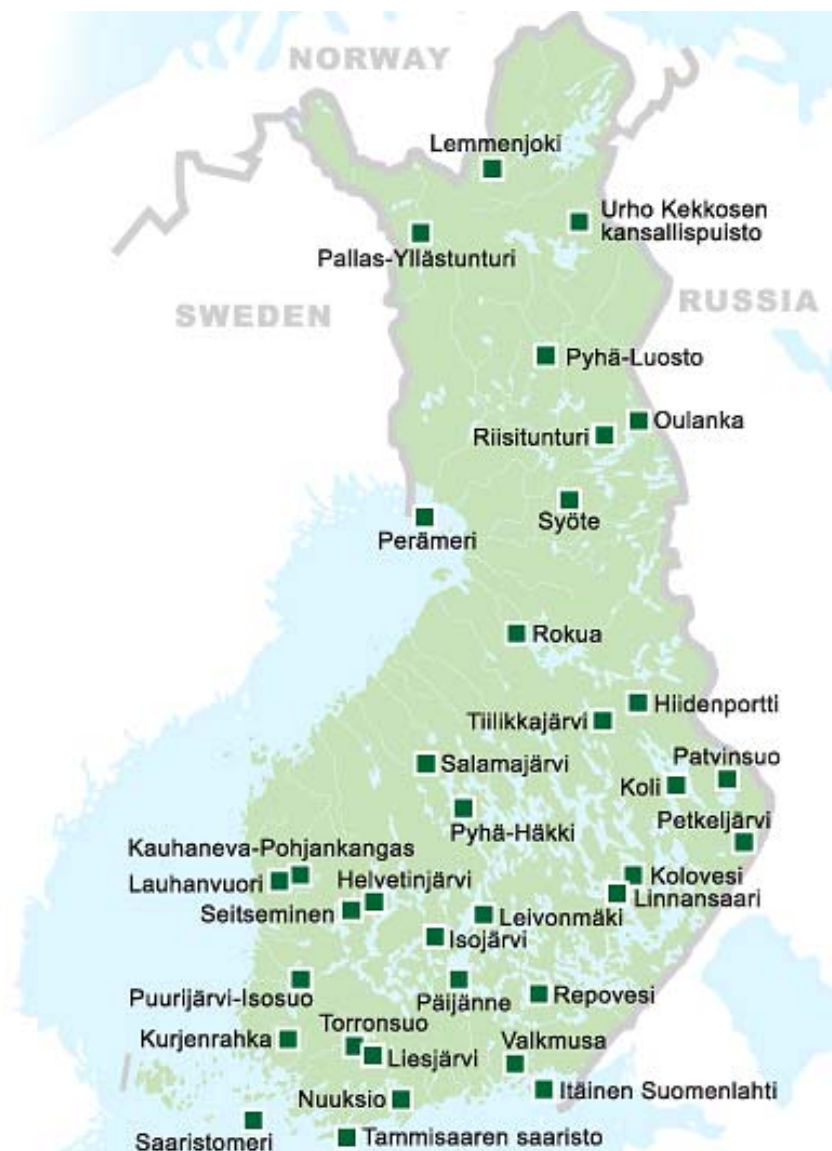 NORWAY
Lemmenjoki
Urho Kekkosen
kansallispuisto
Pallas-Yllästunturi
SWEDEN
RUSSIA
Pyhä-Luosto
Oulanka
Riisitunturi
Syöte
Perämeri
Rokua
Hiidenportti
Tiilikkajärvi
Patvinsuo
Salamajärvi
Koli
Pyhä-Häkki
Petkeljärvi
Kauhaneva-Pohjankangas
Lauhanvuori
Helvetinjärvi
Kolovesi
Linnansaari
Seitseminen
Leivonmäki
Isojärvi
Puurijärvi-Isosuo
Päijänne
Repovesi
Torronsuo
Kurjenrahka
Valkmusa
Liesjärvi
Itäinen Suomenlahti
Nuuksio
Saaristomeri
Tammisaaren saaristo